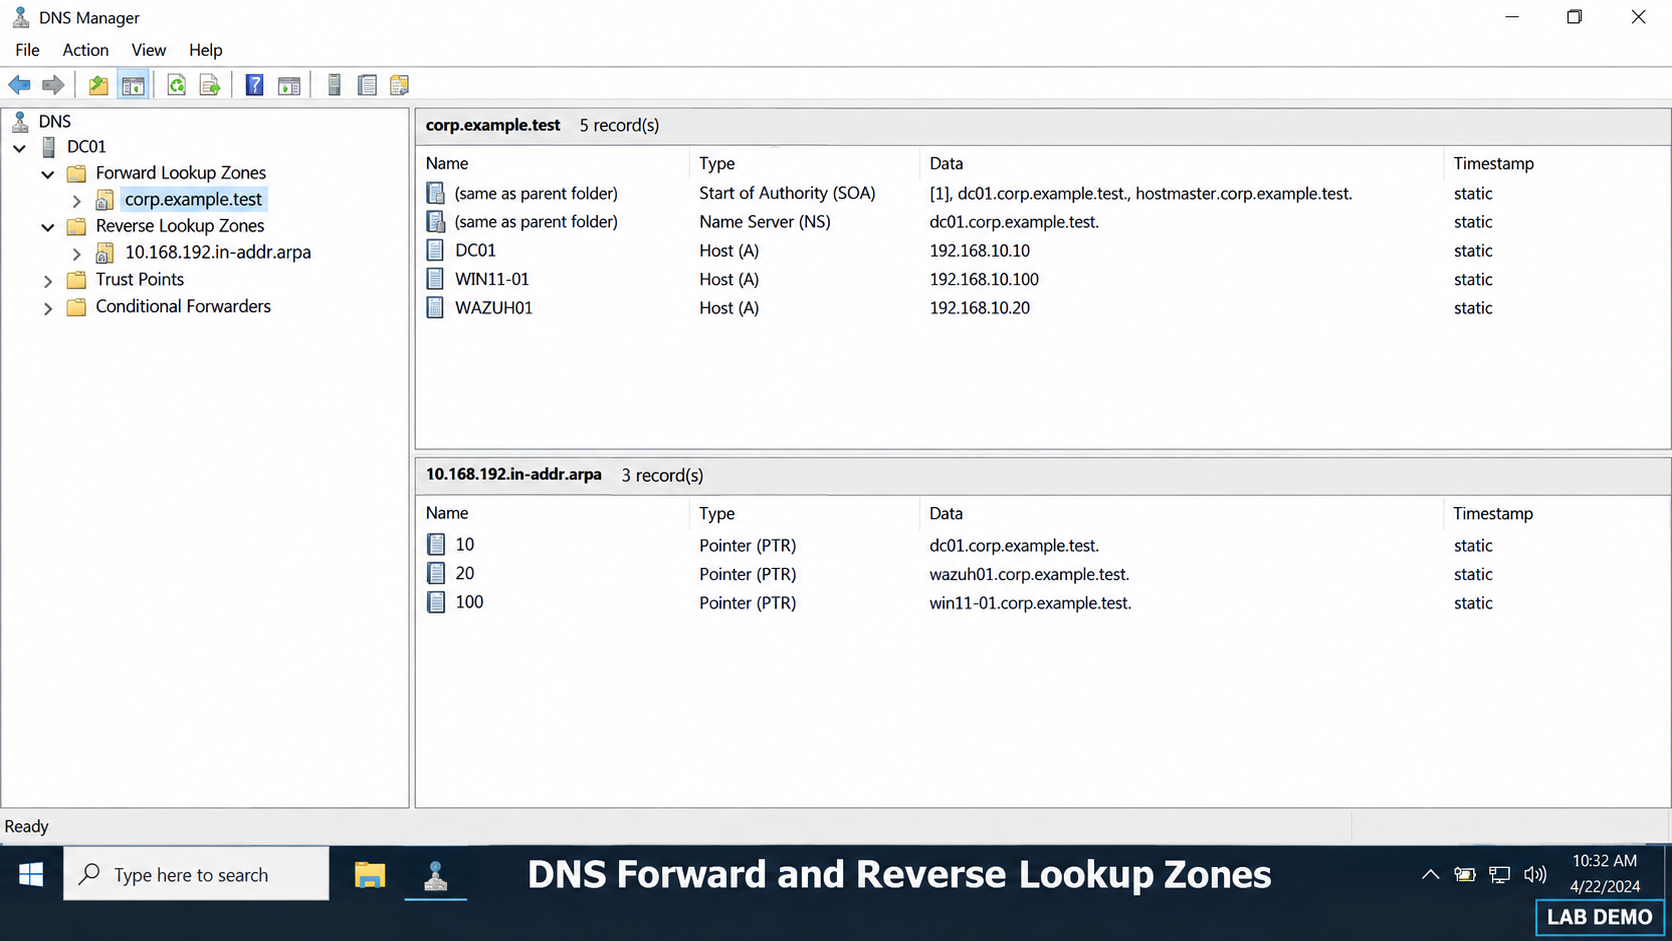 DNS Manager
File Action View Help
DNS
DC01
Forward Lookup Zones
corp.example.test
Reverse Lookup Zones
10.168.192.in-addr.arpa
Trust Points
Conditional Forwarders
corp.example.test 5 record(s)
Name Type Data Timestamp
(same as parent folder) Start of Authority (SOA) [1], dc01.corp.example.test., hostmaster.corp.example.test. static
(same as parent folder) Name Server (NS) dc01.corp.example.test. static
DC01 Host (A) 192.168.10.10 static
WIN11-01 Host (A) 192.168.10.100 static
WAZUH01 Host (A) 192.168.10.20 static
10.168.192.in-addr.arpa 3 record(s)
Name Type Data Timestamp
10 Pointer (PTR) dc01.corp.example.test. static
20 Pointer (PTR) wazuh01.corp.example.test. static
100 Pointer (PTR) win11-01.corp.example.test. static
Ready
Type here to search
DNS Forward and Reverse Lookup Zones
10:32 AM
4/22/2024
LAB DEMO